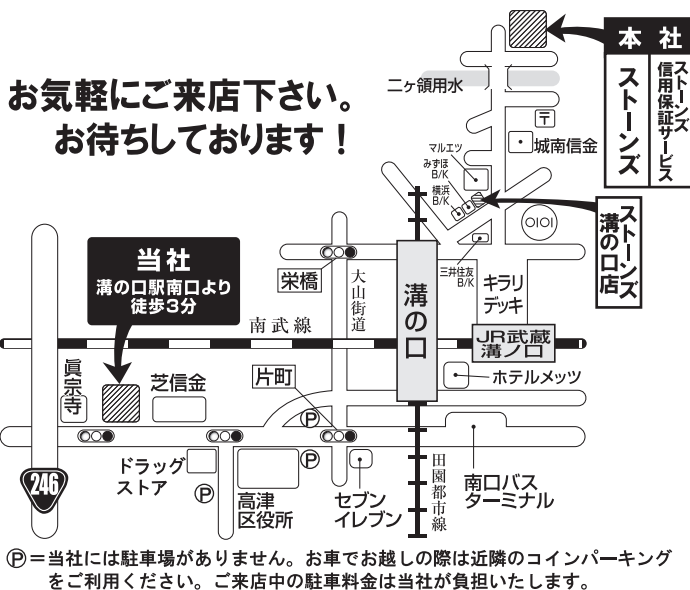 お気軽にご来店下さい。
お待ちしております！
本社
ストーンズ
ストーンズ
信用保証サービス
二ヶ領用水
〒
城南信金
マルエツ
みずほ
B/K
横浜
B/K
OIOI
ストーンズ
溝の口店
三井住友
B/K
キラリ
デッキ
当社
溝の口駅南口より
徒歩3分
栄橋
大山街道
溝の口
南武線
JR武蔵
溝ノ口
眞宗寺
芝信金
片町
ホテルメッツ
P
246
ドラッグ
ストア
P
高津
区役所
P
セブン
イレブン
田園都市線
南口バス
ターミナル
P＝当社には駐車場がありません。お車でお越しの際は近隣のコインパーキング
をご利用ください。ご来店中の駐車料金は当社が負担いたします。